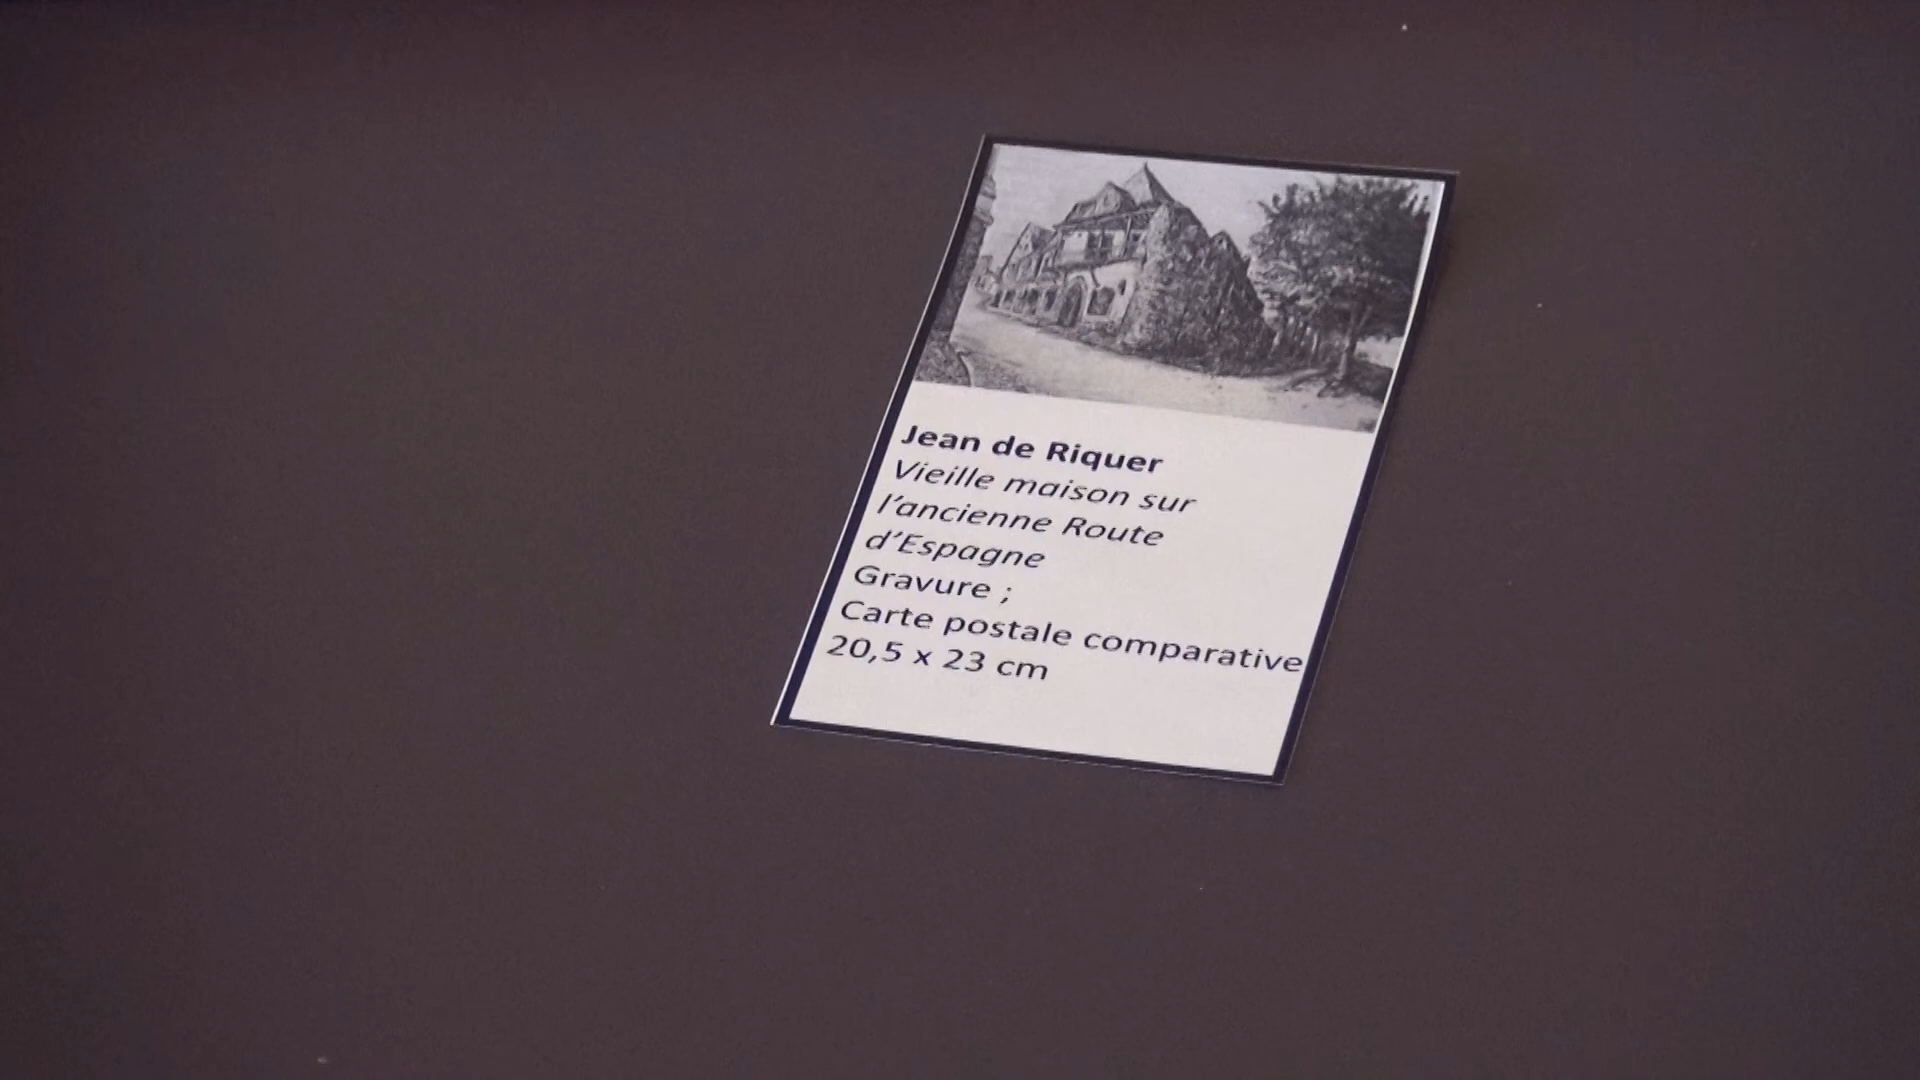 Jean de Riquer
Vieille maison sur
l'ancienne Route
d'Espagne
Gravure ;
Carte postale comparative
20,5 x 23 cm